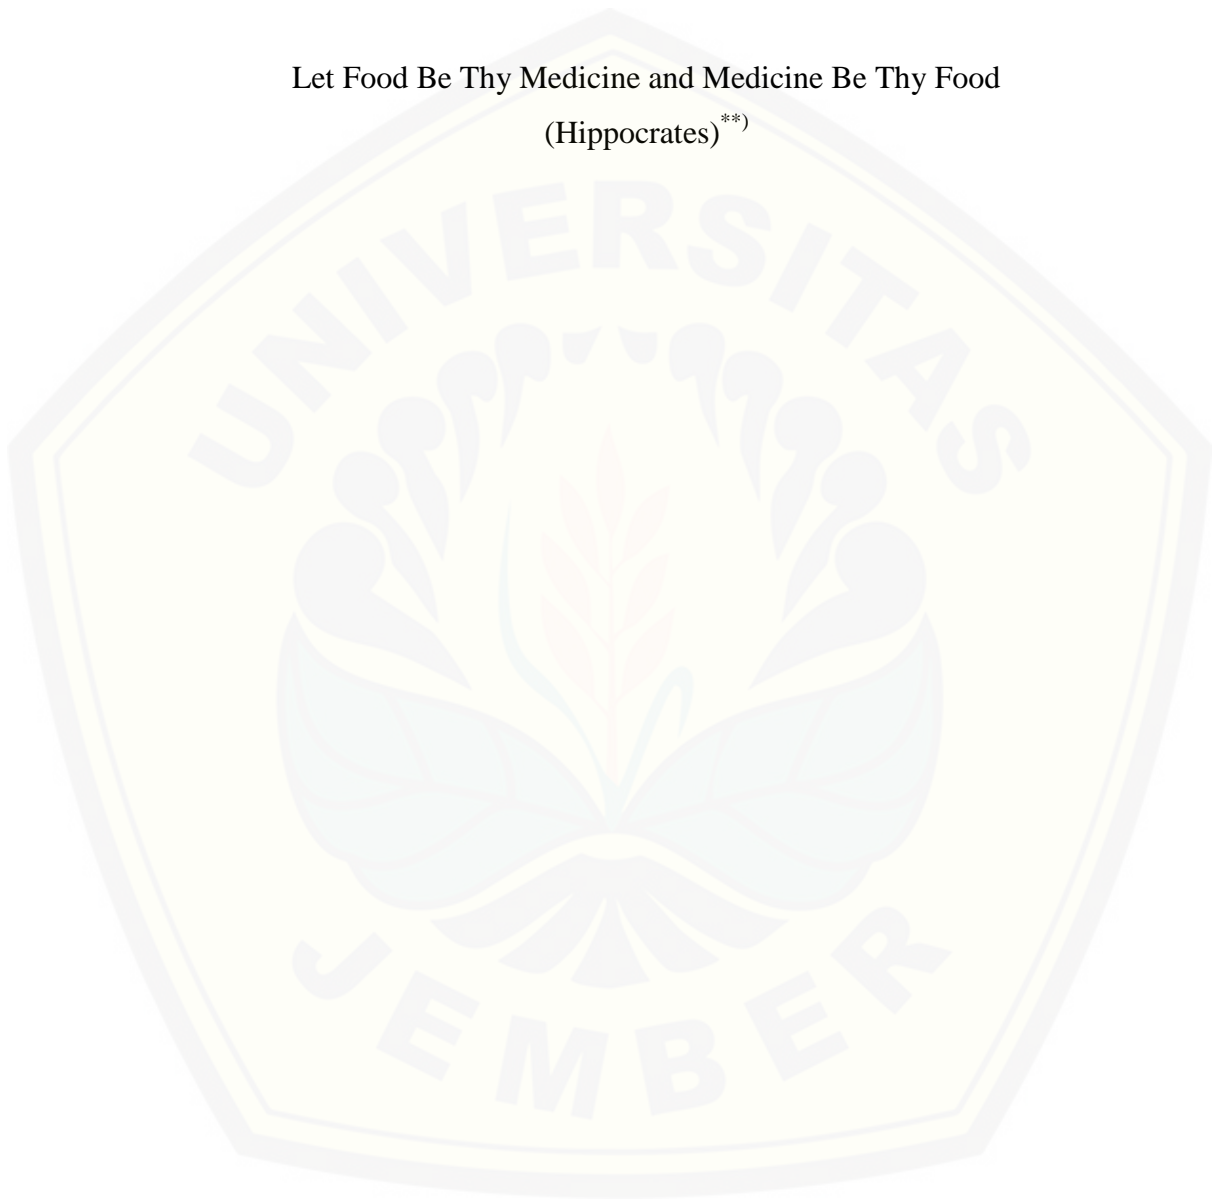 Let Food Be Thy Medicine and Medicine Be Thy Food
(Hippocrates)**)
UNIVERSITAS
JEMBER